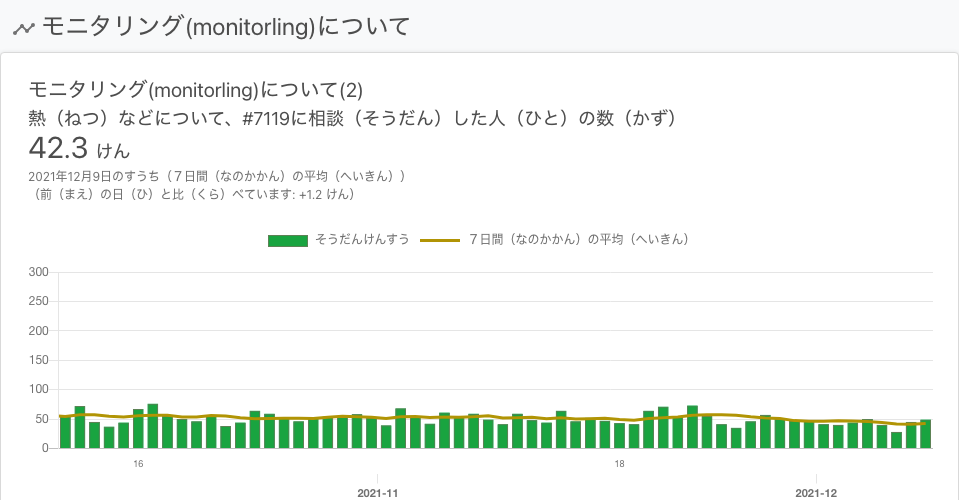 モニタリング(monitorling)について
モニタリング(monitorling)について(2)
熱（ねつ）などについて、#7119に相談（そうだん）した人（ひと）の数（かず）
42.3 けん
2021年12月9日のすうち（７日間（なのかかん）の平均（へいきん））
（前（まえ）の日（ひ）と比（くら）べています: +1.2 けん）
そうだんけんすう ７日間（なのかかん）の平均（へいきん）
300
250
200
150
100
50
0
16 18
2021-11 2021-12